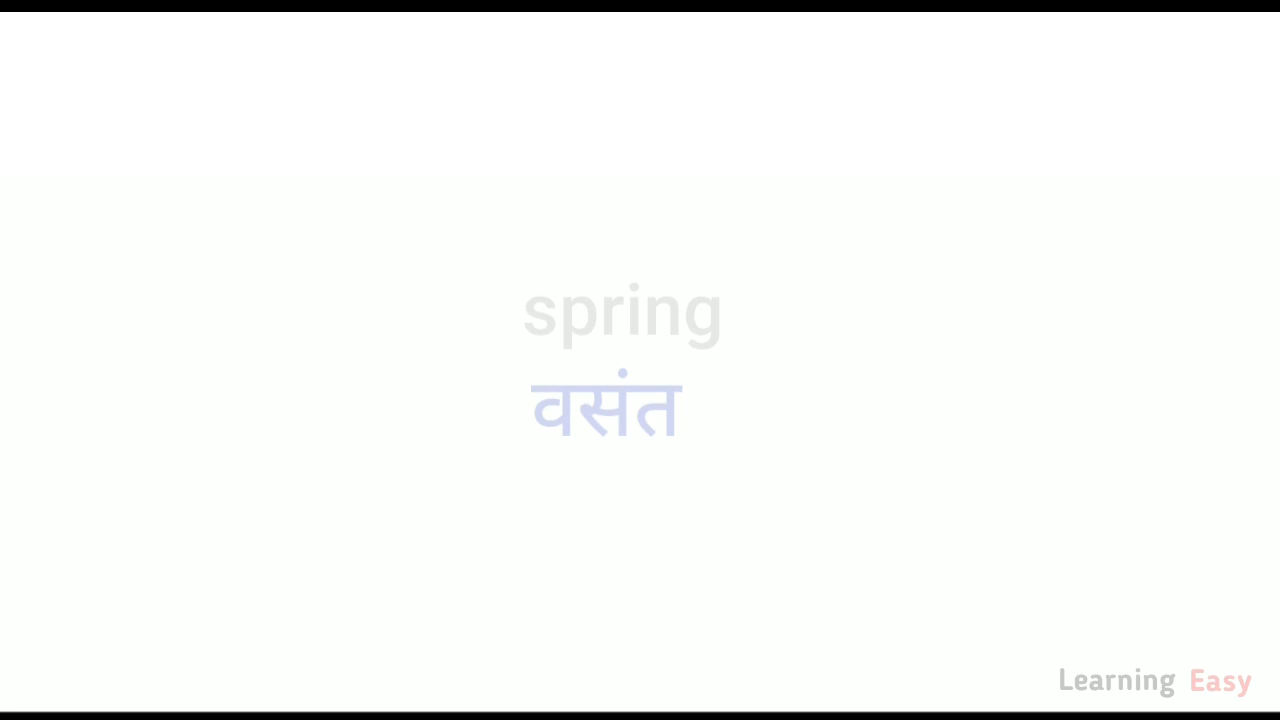 spring
वसंत
Learning Easy